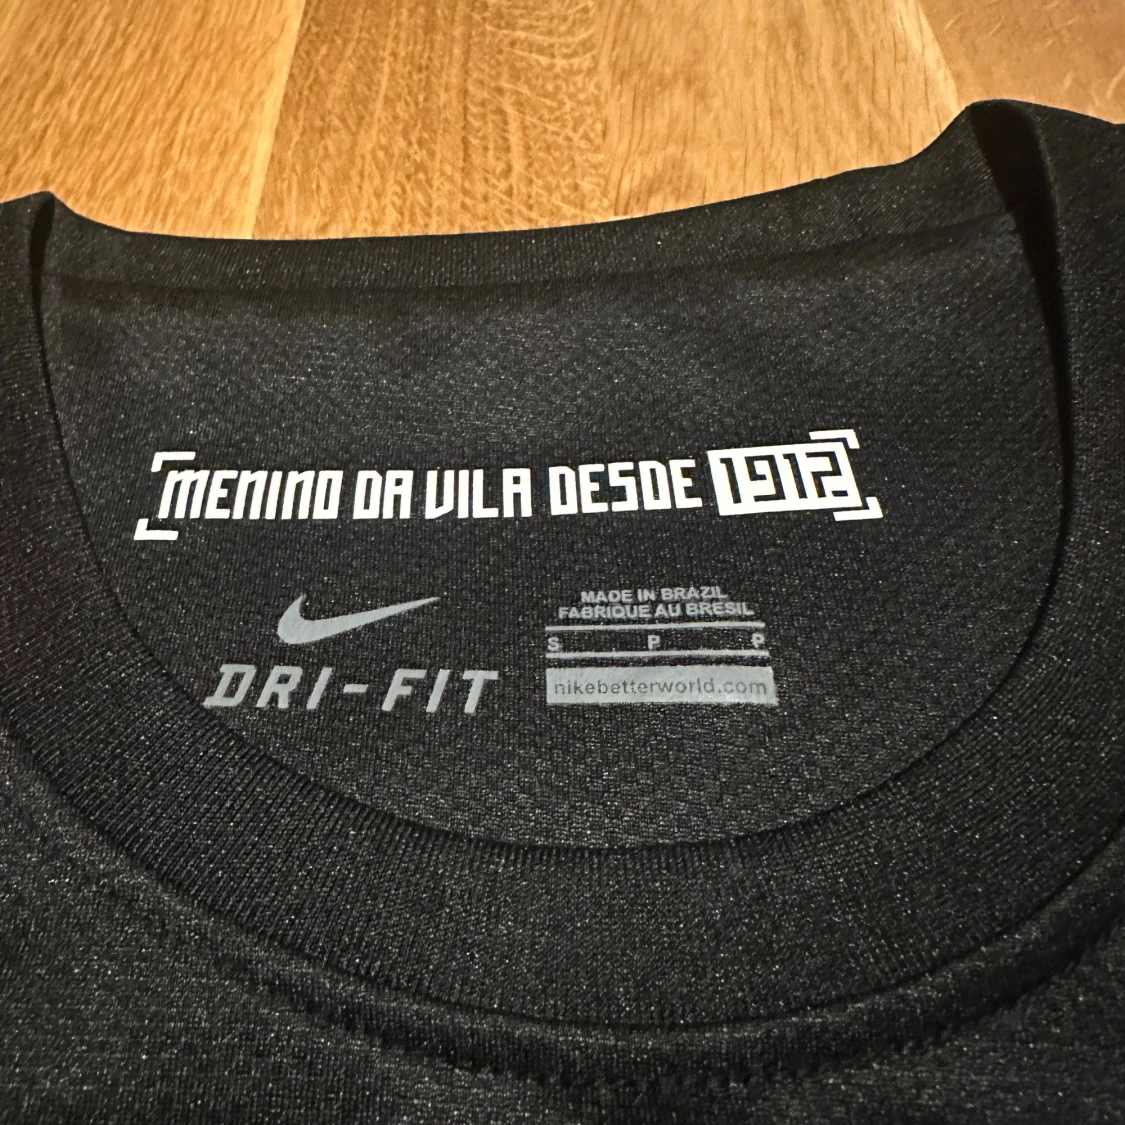 MENINO DA VILA DESDE 1912
DRI-FIT
MADE IN BRAZIL
FABRIQUE AU BRESIL
S P P
nikebetterworld.com